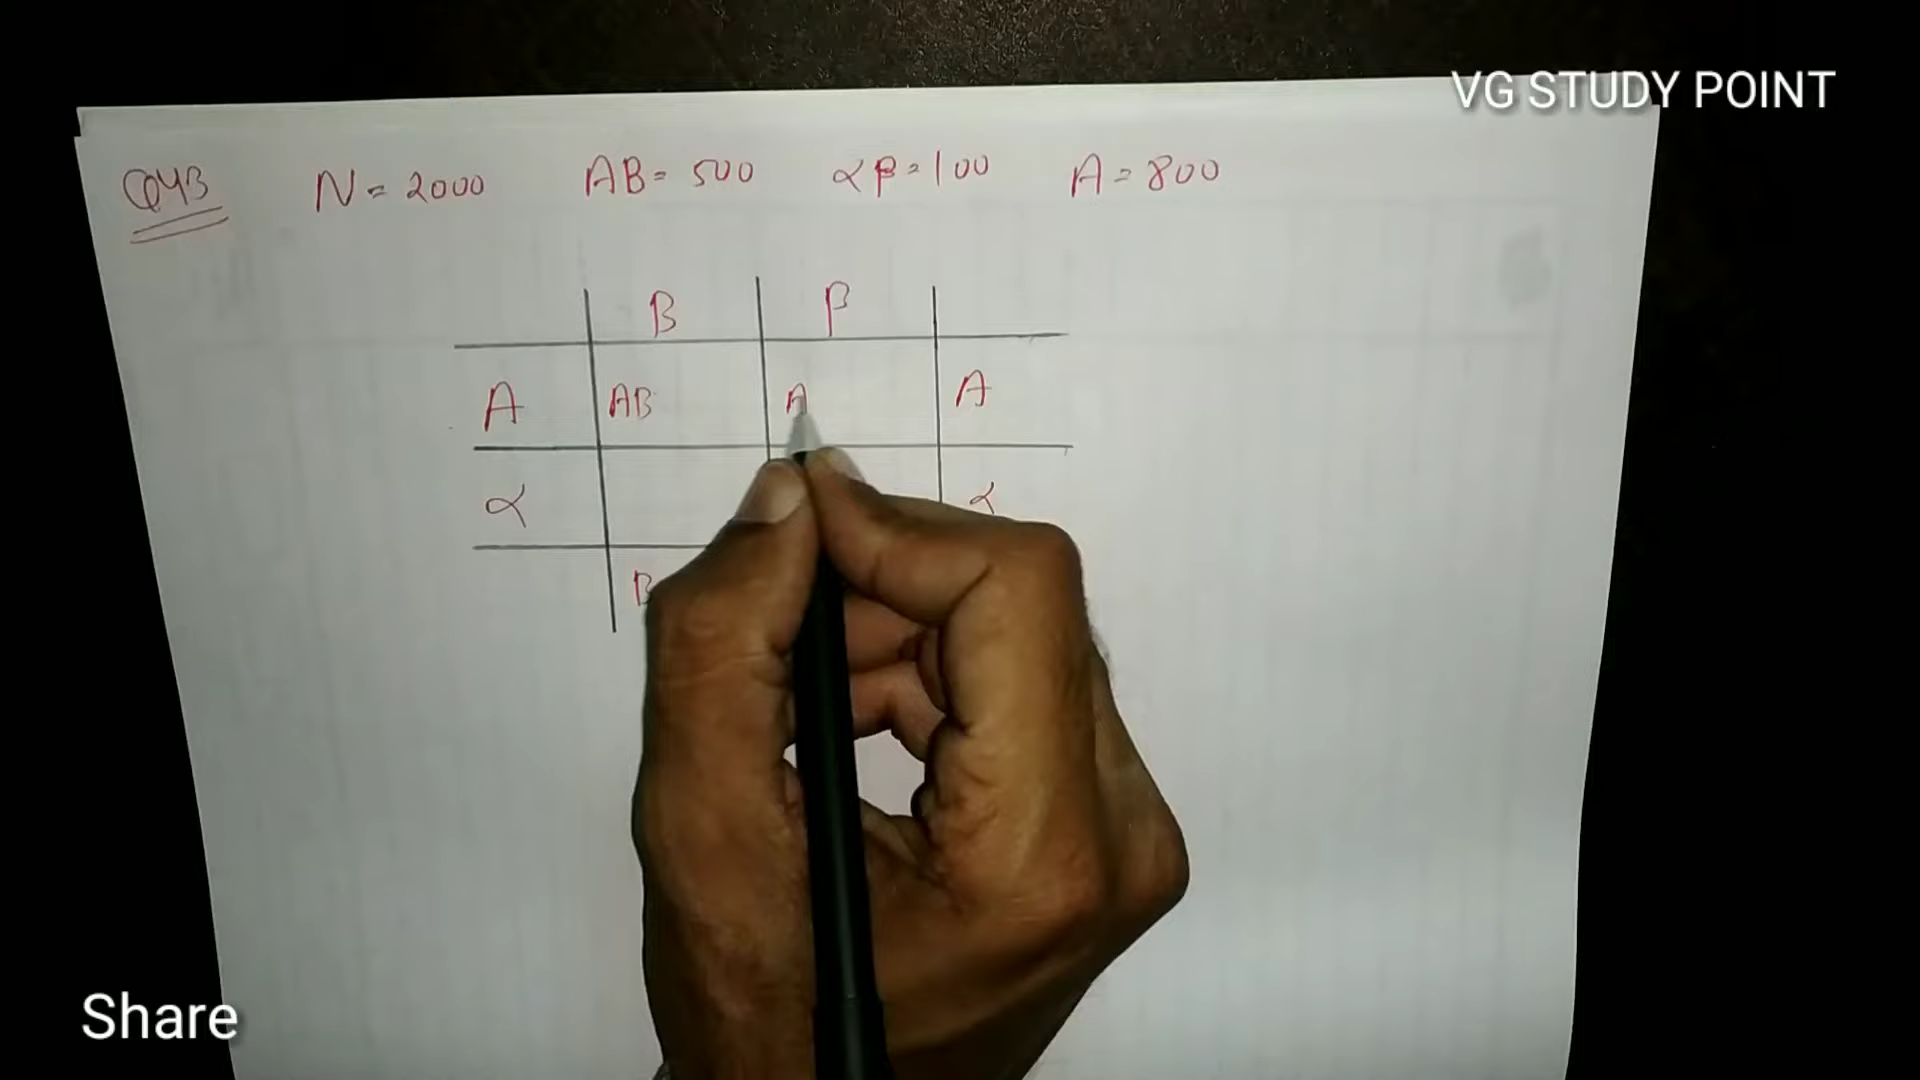 VG STUDY POINT
Q43 N = 2000 AB = 500 αβ = 100 A = 800
B β
A AB A A
α α
B
Share